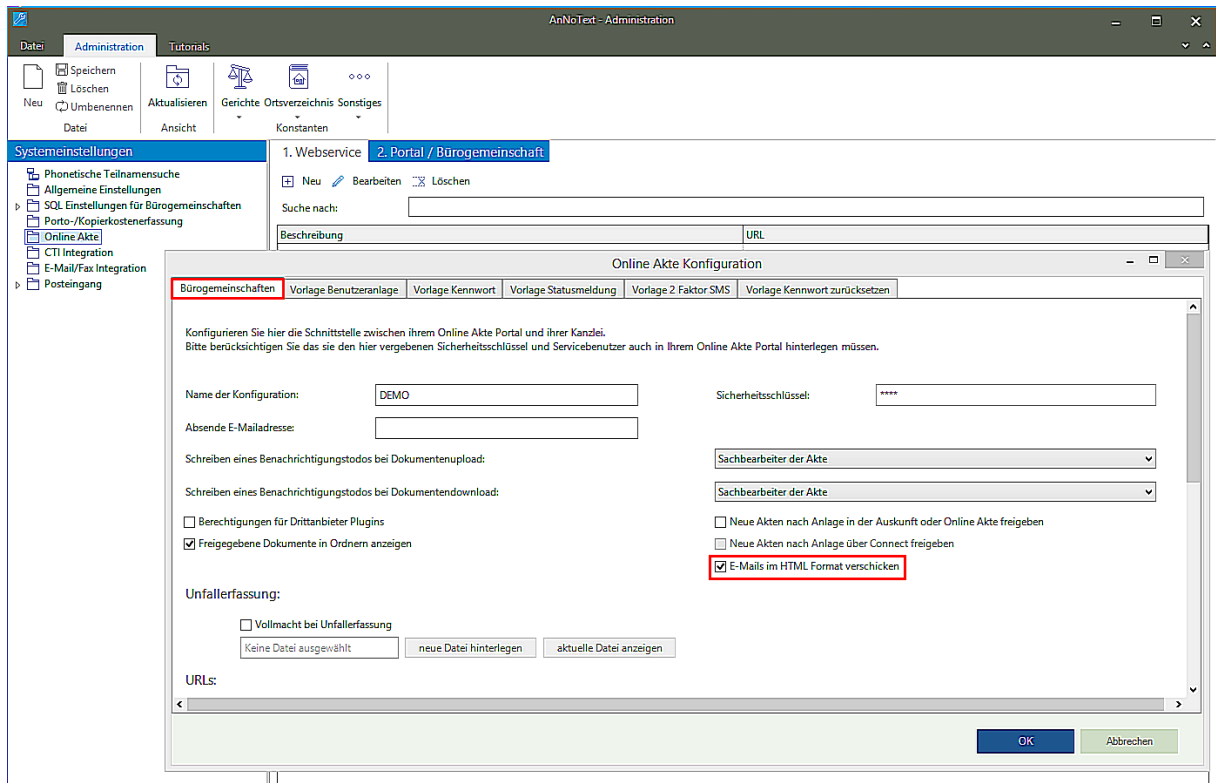 AnNoText - Administration
Datei Administration Tutorials
Neu
Speichern
Löschen
Umbenennen
Aktualisieren
Gerichte Ortsverzeichnis Sonstiges
Datei Ansicht Konstanten
Systemeinstellungen
Phonetische Teilnamensuche
Allgemeine Einstellungen
SQL Einstellungen für Bürogemeinschaften
Porto-/Kopierkostenerfassung
Online Akte
CTI Integration
E-Mail/Fax Integration
Posteingang
1. Webservice 2. Portal / Bürogemeinschaft
Neu Bearbeiten Löschen
Suche nach:
Beschreibung URL
Online Akte Konfiguration
Bürogemeinschaften Vorlage Benutzeranlage Vorlage Kennwort Vorlage Statusmeldung Vorlage 2 Faktor SMS Vorlage Kennwort zurücksetzen
Konfigurieren Sie hier die Schnittstelle zwischen ihrem Online Akte Portal und ihrer Kanzlei.
Bitte berücksichtigen Sie das sie den hier vergebenen Sicherheitsschlüssel und Servicebenutzer auch in Ihrem Online Akte Portal hinterlegen müssen.
Name der Konfiguration: DEMO Sicherheitsschlüssel: ****
Absende E-Mailadresse:
Schreiben eines Benachrichtigungstodos bei Dokumentenupload: Sachbearbeiter der Akte
Schreiben eines Benachrichtigungstodos bei Dokumentendownload: Sachbearbeiter der Akte
Berechtigungen für Drittanbieter Plugins Neue Akten nach Anlage in der Auskunft oder Online Akte freigeben
Freigegebene Dokumente in Ordnern anzeigen Neue Akten nach Anlage über Connect freigeben
E-Mails im HTML Format verschicken
Unfallerfassung:
Vollmacht bei Unfallerfassung
Keine Datei ausgewählt neue Datei hinterlegen aktuelle Datei anzeigen
URLs:
OK Abbrechen